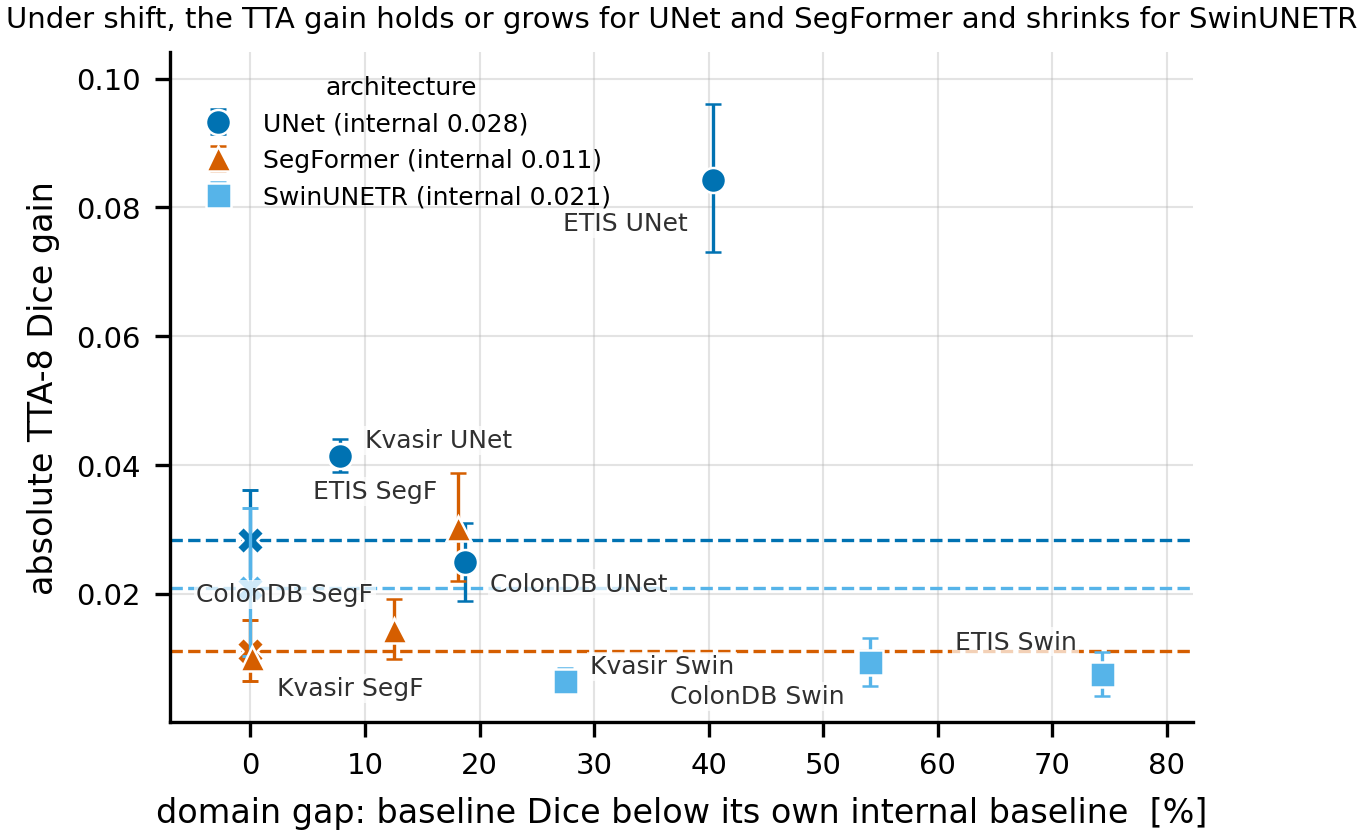 Under shift, the TTA gain holds or grows for UNet and SegFormer and shrinks for SwinUNETR
absolute TTA-8 Dice gain
0.10
0.08
0.06
0.04
0.02
architecture
UNet (internal 0.028)
SegFormer (internal 0.011)
SwinUNETR (internal 0.021)
ETIS UNet
Kvasir UNet
ETIS SegF
ColonDB UNet
ColonDB SegF
Kvasir SegF
Kvasir Swin
ColonDB Swin
ETIS Swin
0 10 20 30 40 50 60 70 80
domain gap: baseline Dice below its own internal baseline [%]